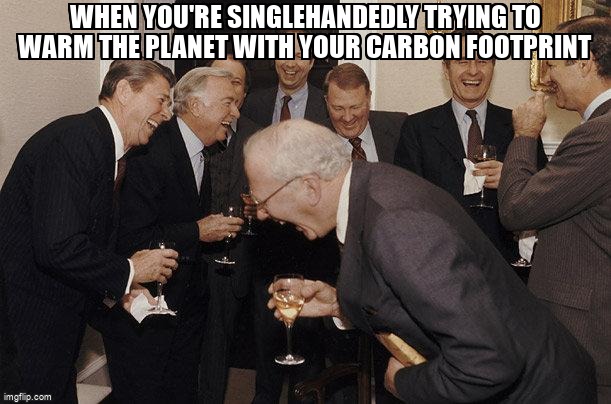 WHEN YOU'RE SINGLEHANDEDLY TRYING TO
WARM THE PLANET WITH YOUR CARBON FOOTPRINT
imgflip.com